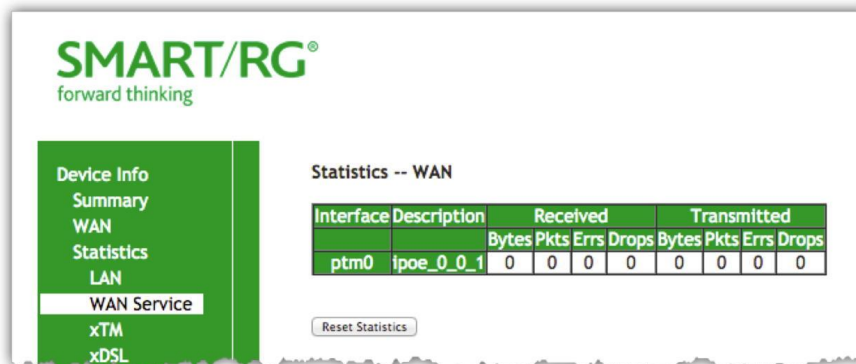 SMART/RG®
forward thinking
Device Info
Summary
WAN
Statistics
LAN
WAN Service
xTM
xDSL
Statistics -- WAN
Interface Description Received Transmitted
Bytes Pkts Errs Drops Bytes Pkts Errs Drops
ptm0 ipoe_0_0_1 0 0 0 0 0 0 0 0
Reset Statistics